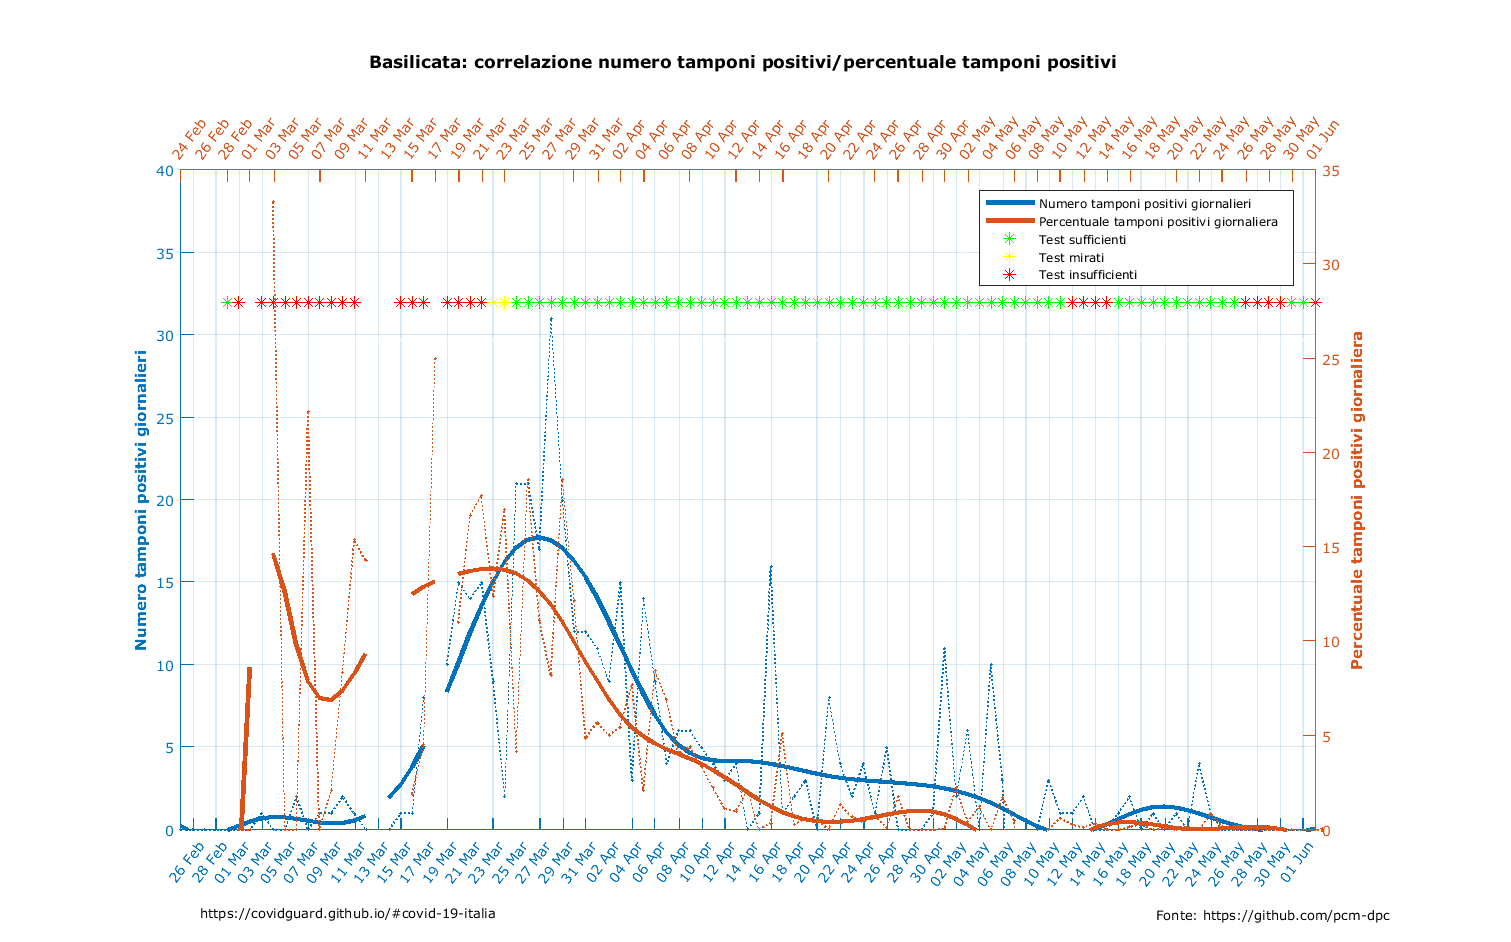 Basilicata: correlazione numero tamponi positivi/percentuale tamponi positivi
24 Feb 26 Feb 28 Feb 01 Mar 03 Mar 05 Mar 07 Mar 09 Mar 11 Mar 13 Mar 15 Mar 17 Mar 19 Mar 21 Mar 23 Mar 25 Mar 27 Mar 29 Mar 31 Mar 02 Apr 04 Apr 06 Apr 08 Apr 10 Apr 12 Apr 14 Apr 16 Apr 18 Apr 20 Apr 22 Apr 24 Apr 26 Apr 28 Apr 30 Apr 02 May 04 May 06 May 08 May 10 May 12 May 14 May 16 May 18 May 20 May 22 May 24 May 26 May 28 May 30 May 01 Jun
Numero tamponi positivi giornalieri
40
35
30
25
20
15
10
5
0
Numero tamponi positivi giornalieri
Percentuale tamponi positivi giornaliera
Test sufficienti
Test mirati
Test insufficienti
35
30
25
20
15
10
5
0
Percentuale tamponi positivi giornaliera
26 Feb 28 Feb 01 Mar 03 Mar 05 Mar 07 Mar 09 Mar 11 Mar 13 Mar 15 Mar 17 Mar 19 Mar 21 Mar 23 Mar 25 Mar 27 Mar 29 Mar 31 Mar 02 Apr 04 Apr 06 Apr 08 Apr 10 Apr 12 Apr 14 Apr 16 Apr 18 Apr 20 Apr 22 Apr 24 Apr 26 Apr 28 Apr 30 Apr 02 May 04 May 06 May 08 May 10 May 12 May 14 May 16 May 18 May 20 May 22 May 24 May 26 May 28 May 30 May 01 Jun
https://covidguard.github.io/#covid-19-italia
Fonte: https://github.com/pcm-dpc